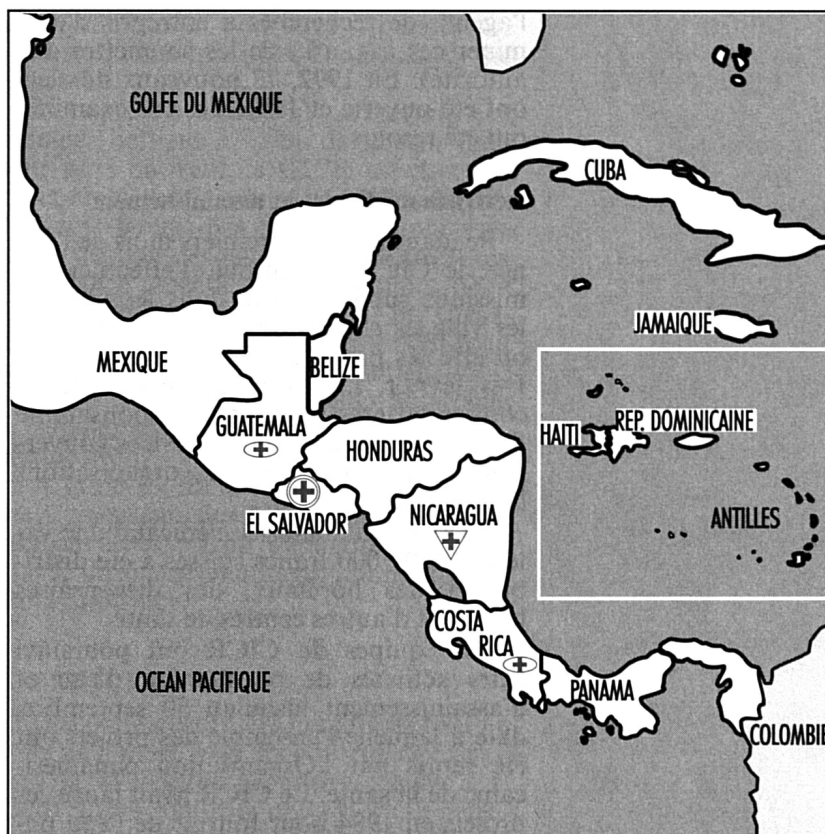 GOLFE DU MEXIQUE
CUBA
JAMAIQUE
MEXIQUE
BELIZE
GUATEMALA
HAITI
REP. DOMINICAINE
HONDURAS
EL SALVADOR
NICARAGUA
ANTILLES
COSTA
RICA
OCEAN PACIFIQUE
PANAMA
COLOMBIE